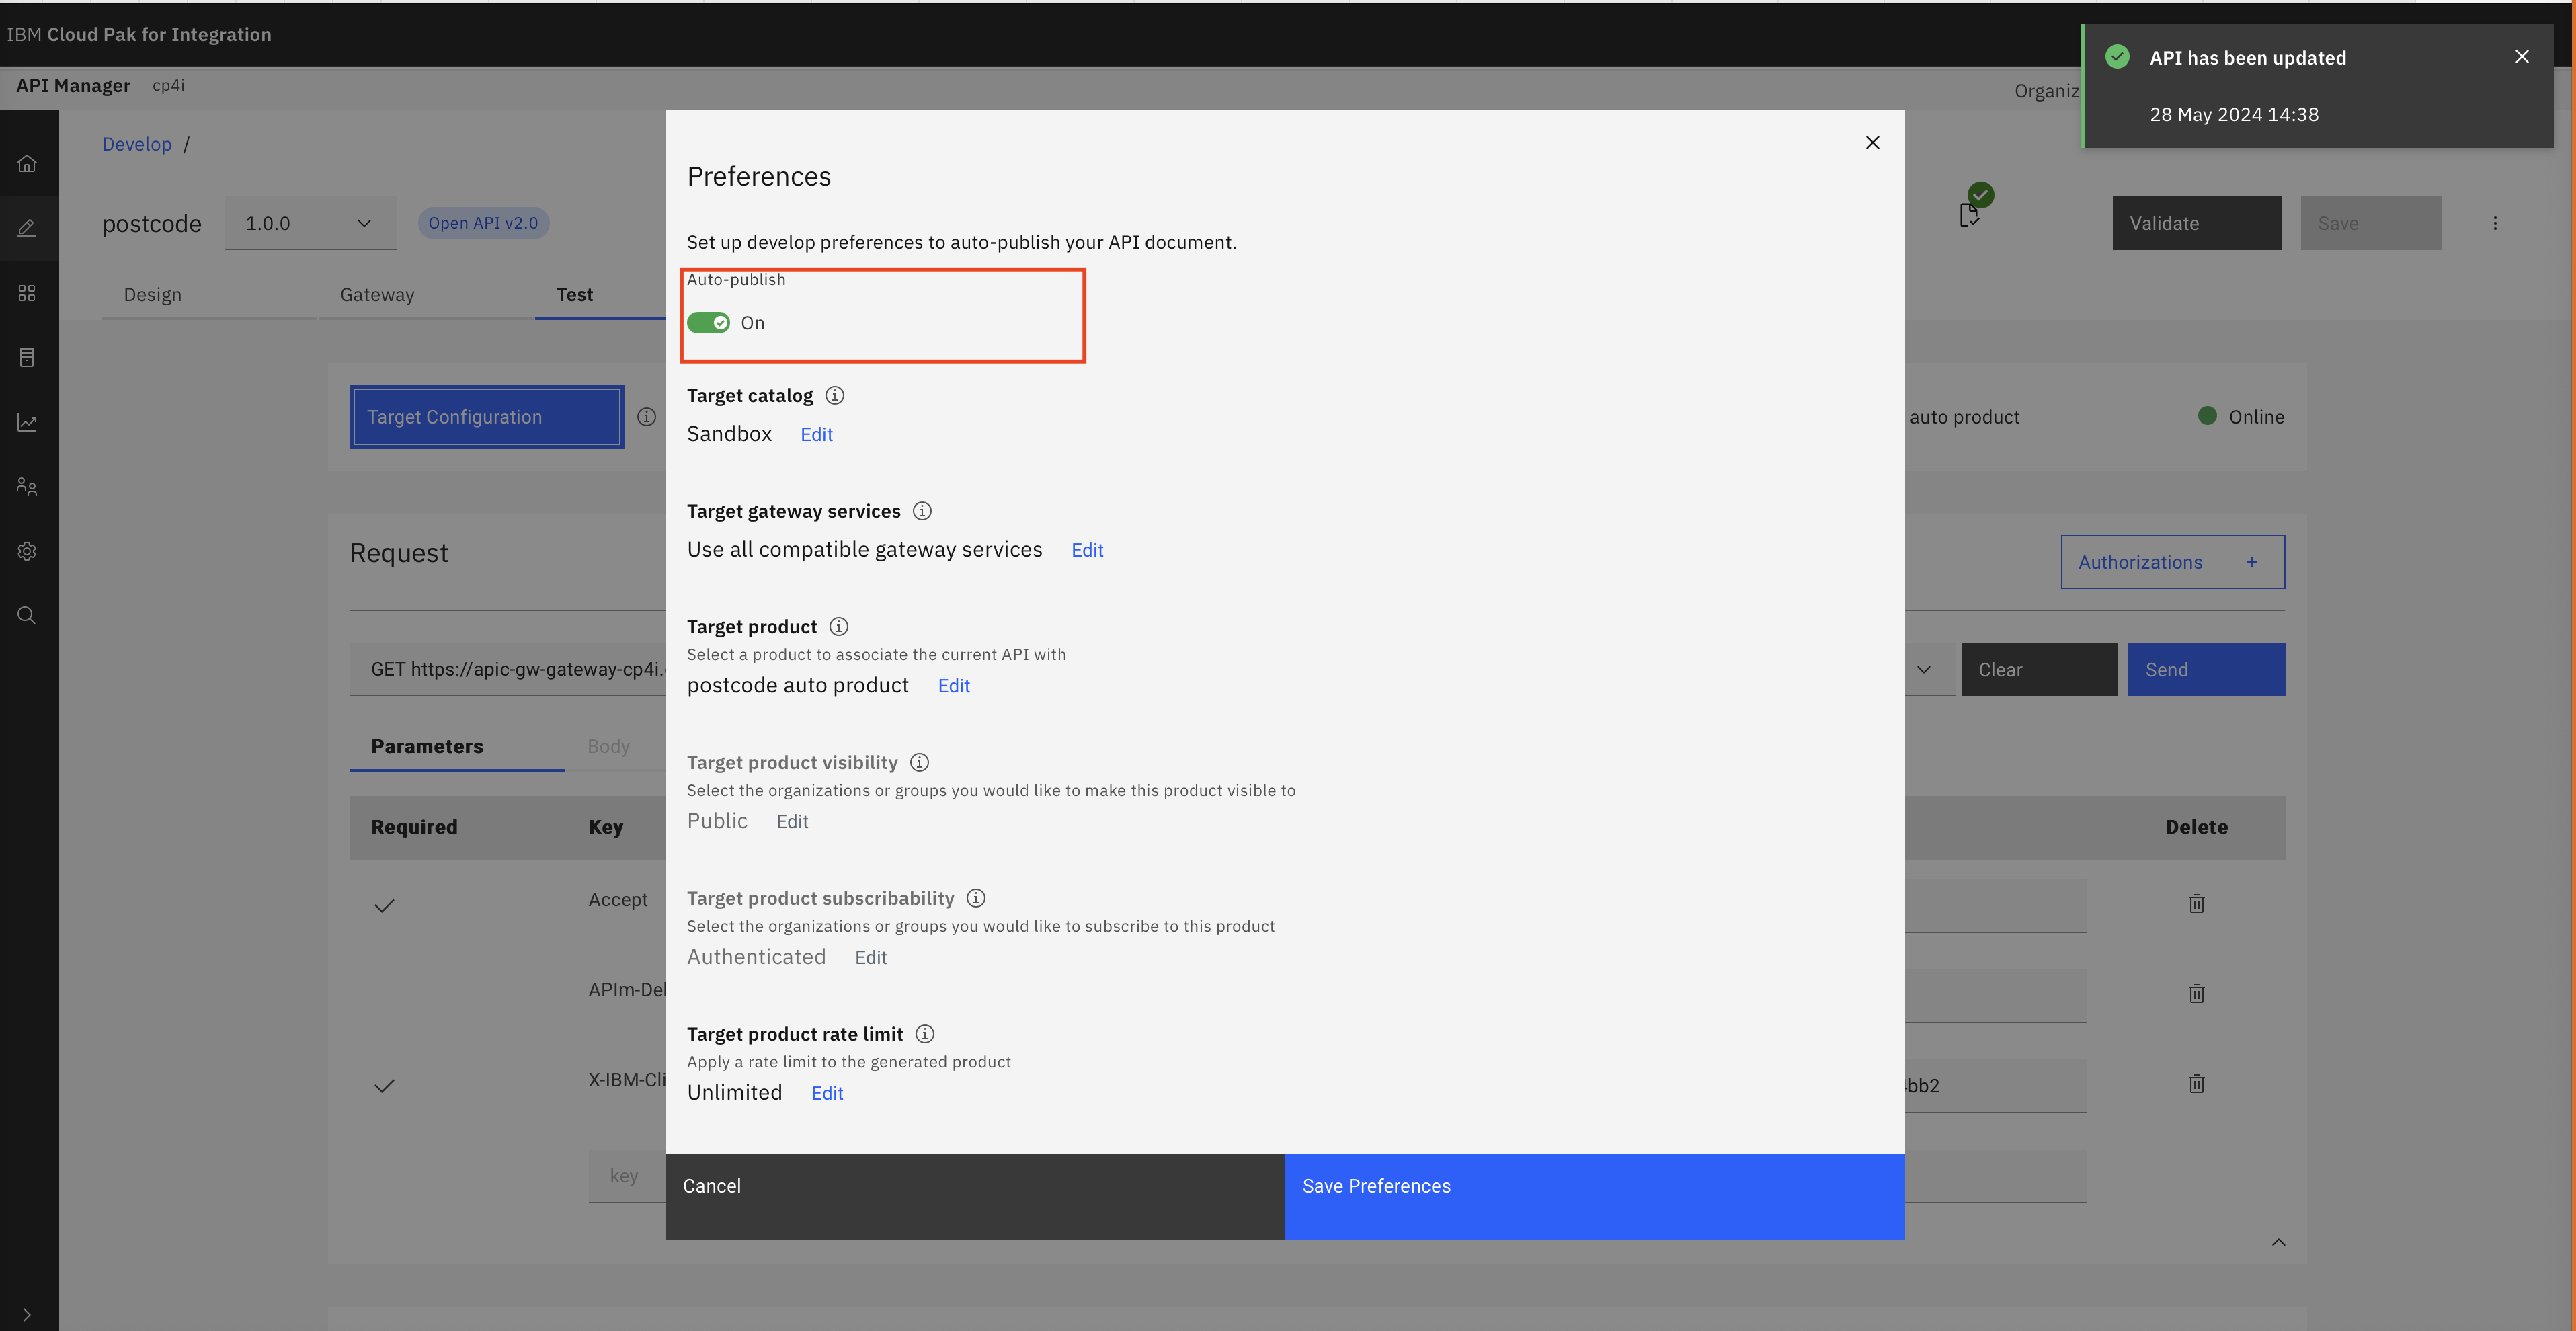 IBM Cloud Pak for Integration
API has been updated
28 May 2024 14:38
API Manager cp4i
Develop /
postcode 1.0.0 Open API v2.0
Validate Save
Design Gateway Test
Target Configuration
auto product Online
Request
Authorizations +
GET https://apic-gw-gateway-cp4i.
Clear Send
Parameters Body
Required Key Delete
Accept
key
Preferences
Set up develop preferences to auto-publish your API document.
Auto-publish
On
Target catalog
Sandbox Edit
Target gateway services
Use all compatible gateway services Edit
Target product
Select a product to associate the current API with
postcode auto product Edit
Target product visibility
Select the organizations or groups you would like to make this product visible to
Public Edit
Target product subscribability
Select the organizations or groups you would like to subscribe to this product
Authenticated Edit
Target product rate limit
Apply a rate limit to the generated product
Unlimited Edit
Cancel Save Preferences